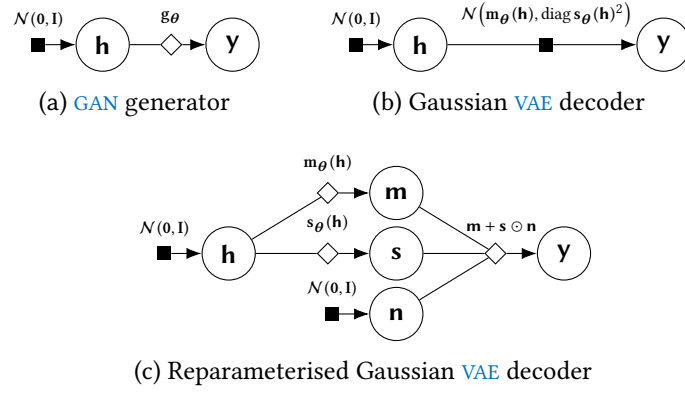 𝒩(0, I)
g_θ
h
y
(a) GAN generator
𝒩(0, I)
𝒩(m_θ(h), diag s_θ(h)²)
h
y
(b) Gaussian VAE decoder
m_θ(h)
m
𝒩(0, I)
s_θ(h)
m + s ⊙ n
h
s
y
𝒩(0, I)
n
(c) Reparameterised Gaussian VAE decoder